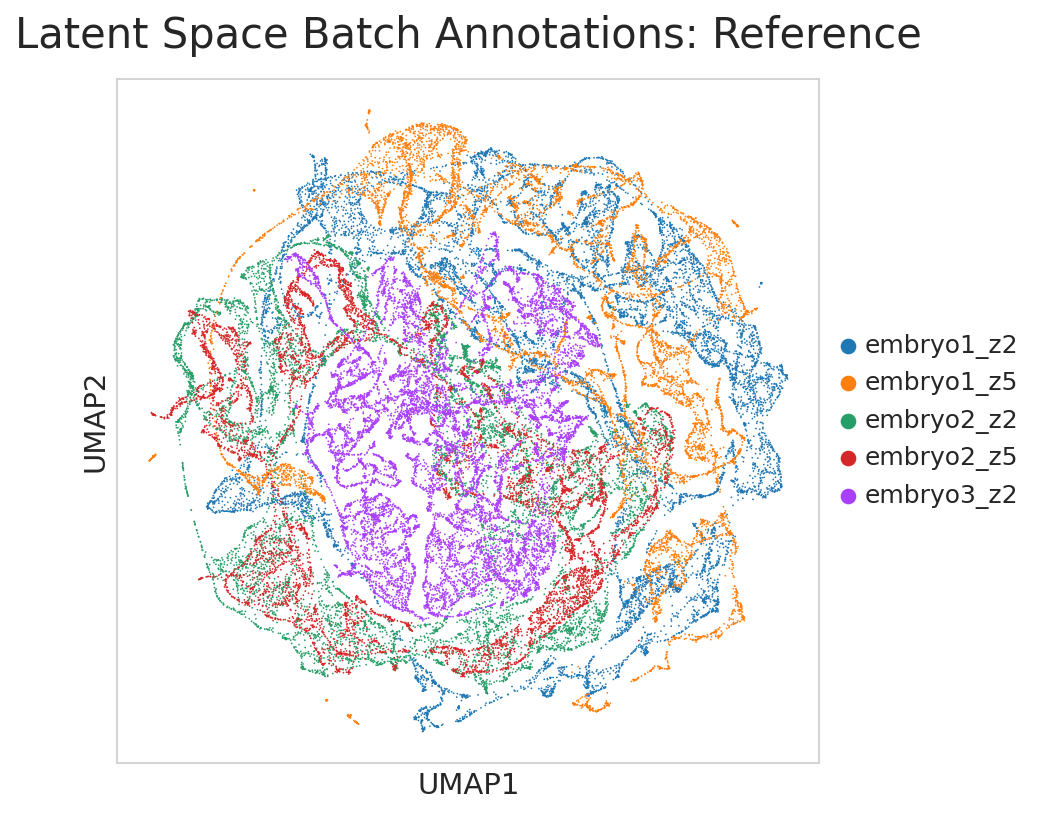 Latent Space Batch Annotations: Reference
UMAP2
embryo1_z2
embryo1_z5
embryo2_z2
embryo2_z5
embryo3_z2
UMAP1